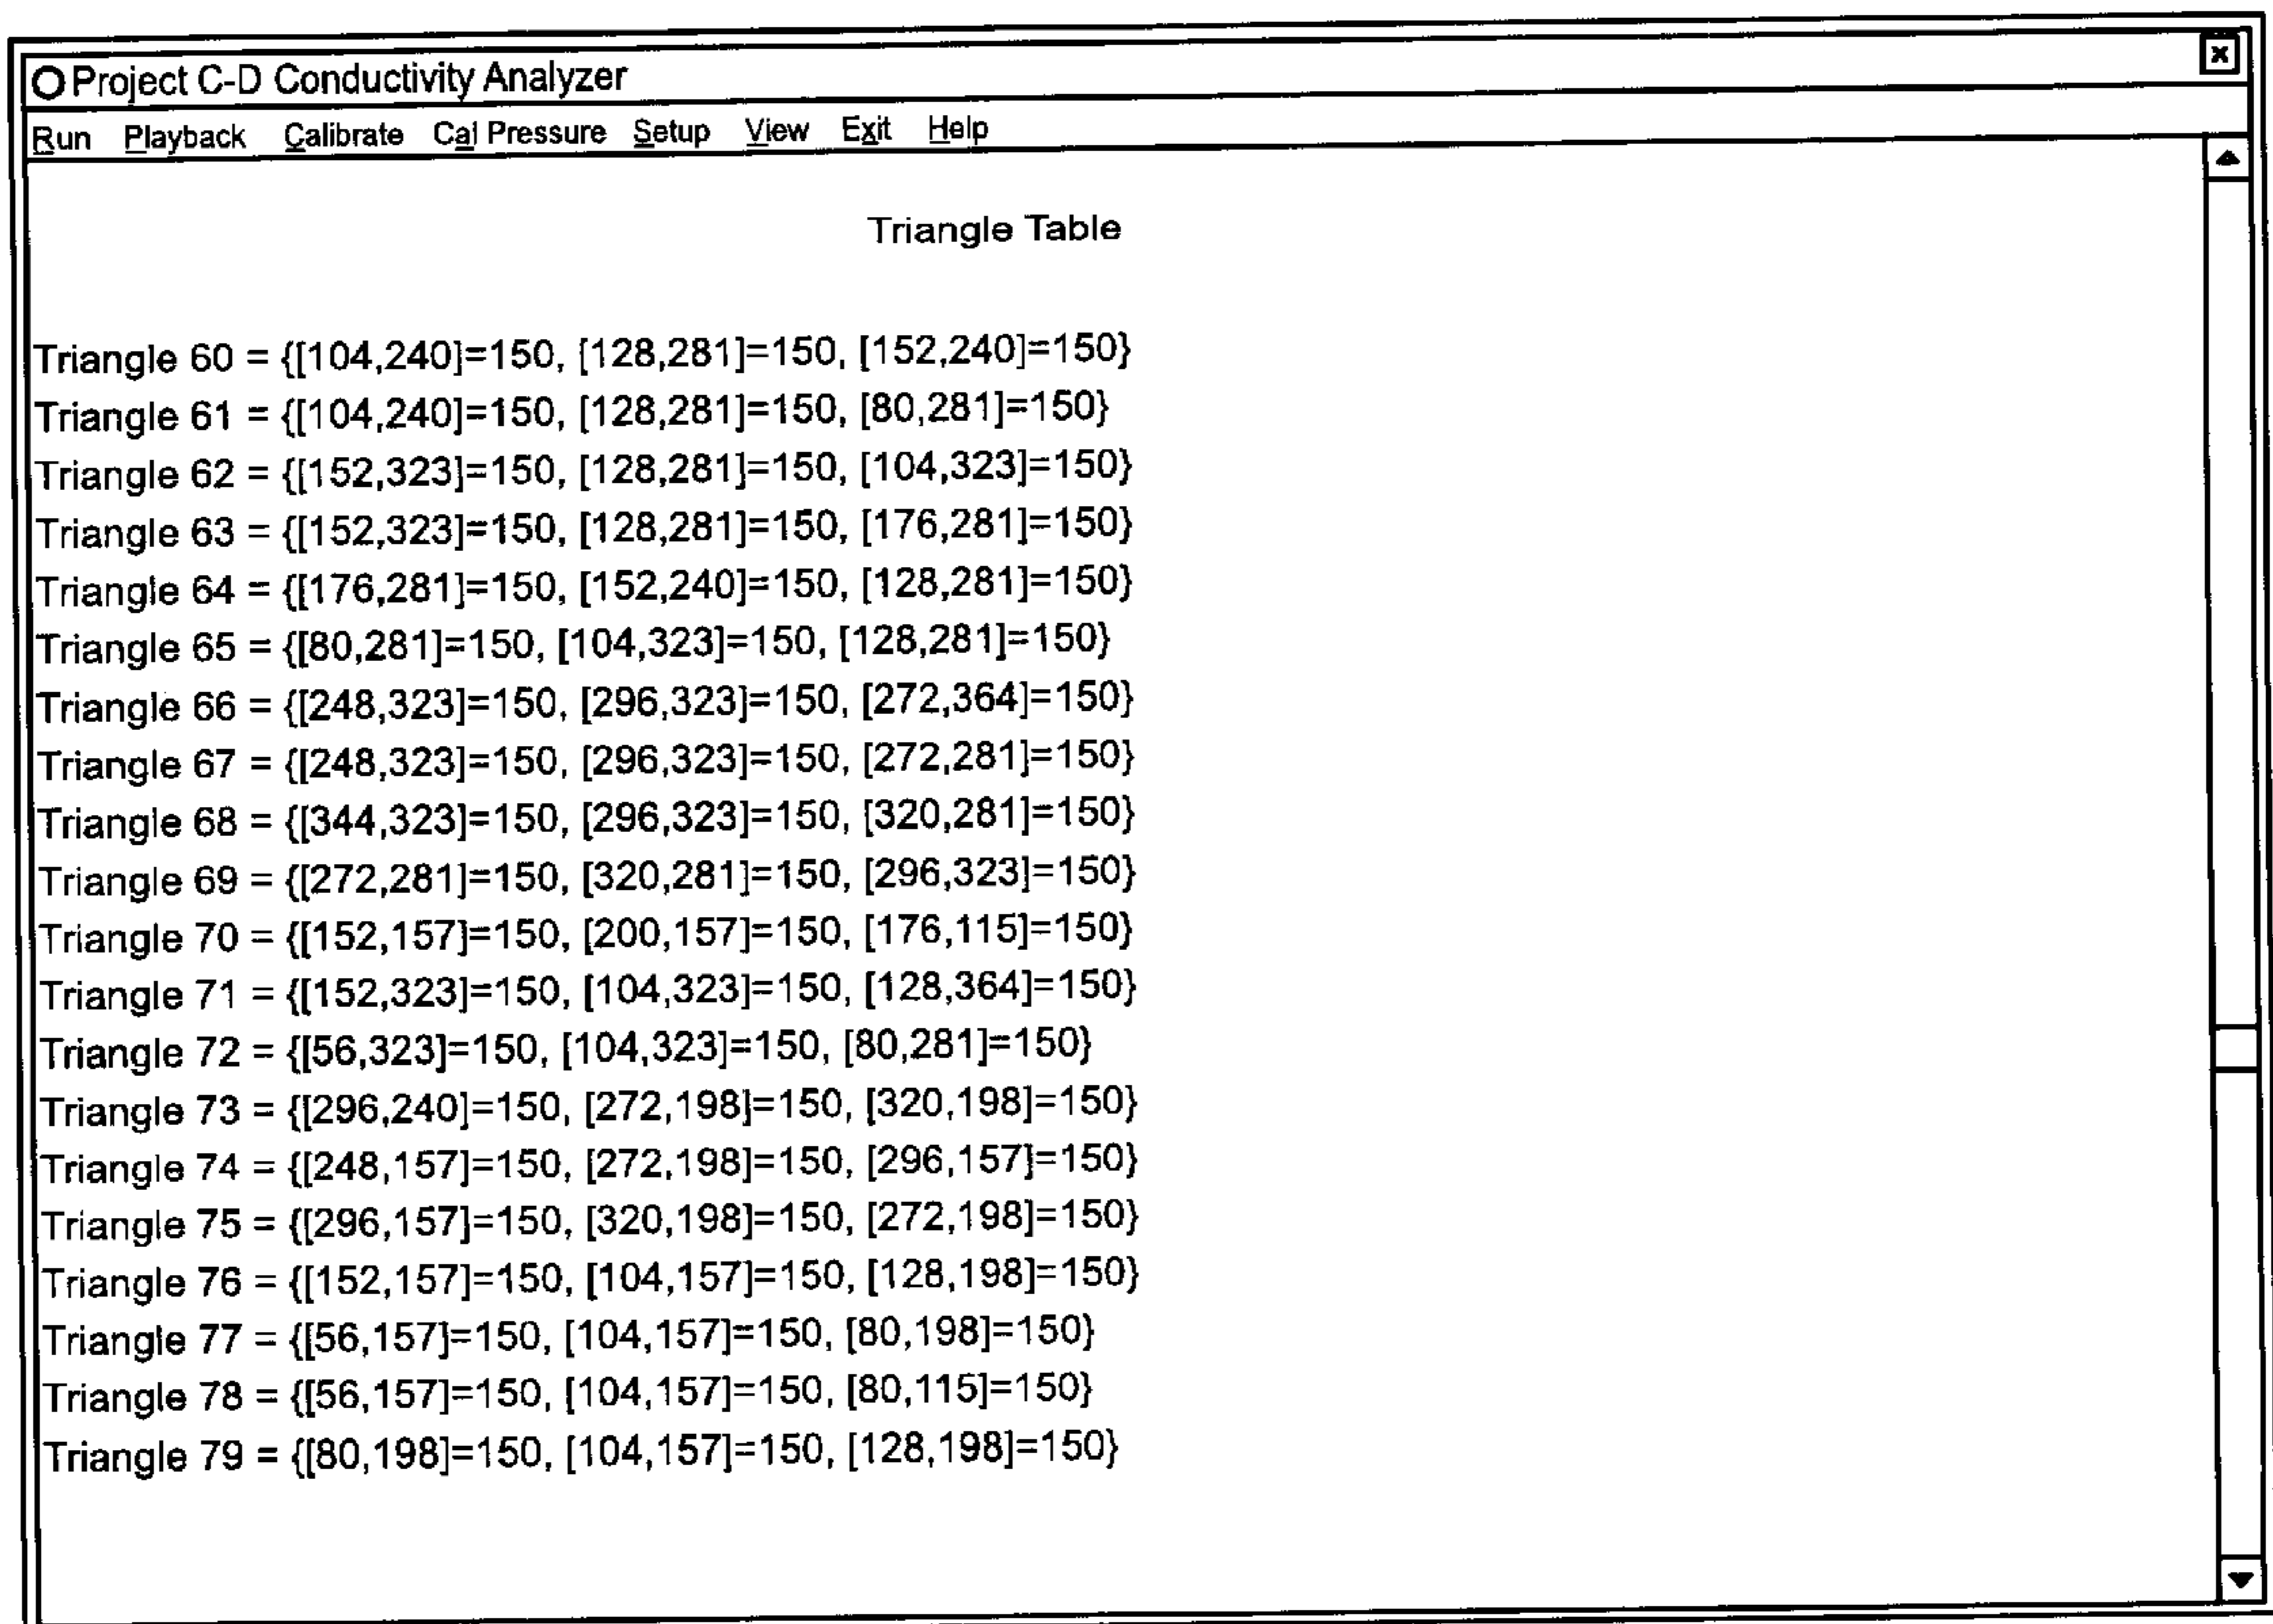 Project C-D Conductivity Analyzer
Run Playback Calibrate Cal Pressure Setup View Exit Help
Triangle Table
Triangle 60 = {[104,240]=150, [128,281]=150, [152,240]=150}
Triangle 61 = {[104,240]=150, [128,281]=150, [80,281]=150}
Triangle 62 = {[152,323]=150, [128,281]=150, [104,323]=150}
Triangle 63 = {[152,323]=150, [128,281]=150, [176,281]=150}
Triangle 64 = {[176,281]=150, [152,240]=150, [128,281]=150}
Triangle 65 = {[80,281]=150, [104,323]=150, [128,281]=150}
Triangle 66 = {[248,323]=150, [296,323]=150, [272,364]=150}
Triangle 67 = {[248,323]=150, [296,323]=150, [272,281]=150}
Triangle 68 = {[344,323]=150, [296,323]=150, [320,281]=150}
Triangle 69 = {[272,281]=150, [320,281]=150, [296,323]=150}
Triangle 70 = {[152,157]=150, [200,157]=150, [176,115]=150}
Triangle 71 = {[152,323]=150, [104,323]=150, [128,364]=150}
Triangle 72 = {[56,323]=150, [104,323]=150, [80,281]=150}
Triangle 73 = {[296,240]=150, [272,198]=150, [320,198]=150}
Triangle 74 = {[248,157]=150, [272,198]=150, [296,157]=150}
Triangle 75 = {[296,157]=150, [320,198]=150, [272,198]=150}
Triangle 76 = {[152,157]=150, [104,157]=150, [128,198]=150}
Triangle 77 = {[56,157]=150, [104,157]=150, [80,198]=150}
Triangle 78 = {[56,157]=150, [104,157]=150, [80,115]=150}
Triangle 79 = {[80,198]=150, [104,157]=150, [128,198]=150}